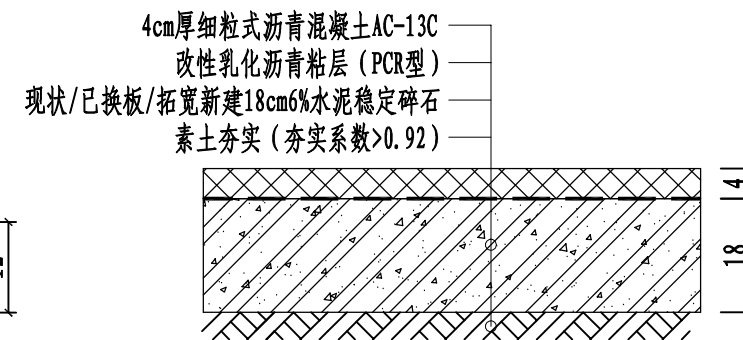 4cm厚细粒式沥青混凝土AC-13C
改性乳化沥青粘层（PCR型）
现状/已换板/拓宽新建18cm6%水泥稳定碎石
素土夯实（夯实系数>0.92）
4
18